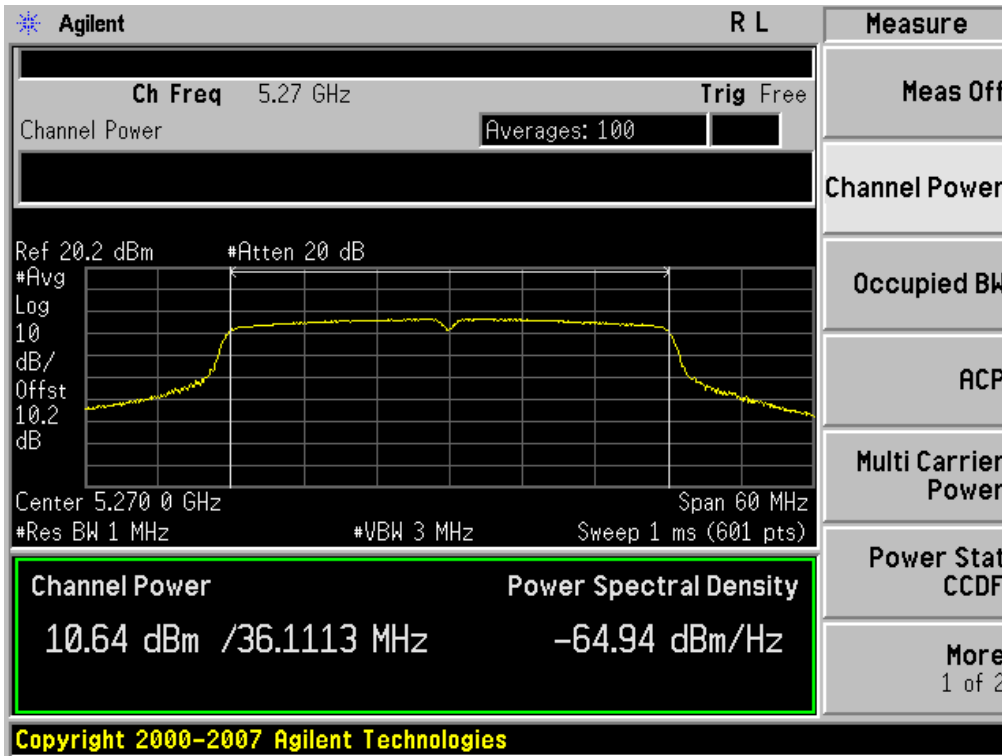 Agilent R L Measure
Ch Freq 5.27 GHz Trig Free
Meas Off
Channel Power Averages: 100
Channel Power
Ref 20.2 dBm #Atten 20 dB
#Avg
Log
10
dB/
Offst
10.2
dB
Occupied BW
ACP
Center 5.270 0 GHz Span 60 MHz
#Res BW 1 MHz #VBW 3 MHz Sweep 1 ms (601 pts)
Multi Carrier
Power
Channel Power Power Spectral Density
10.64 dBm /36.1113 MHz -64.94 dBm/Hz
Power Stat
CCDF
More
1 of 2
Copyright 2000-2007 Agilent Technologies